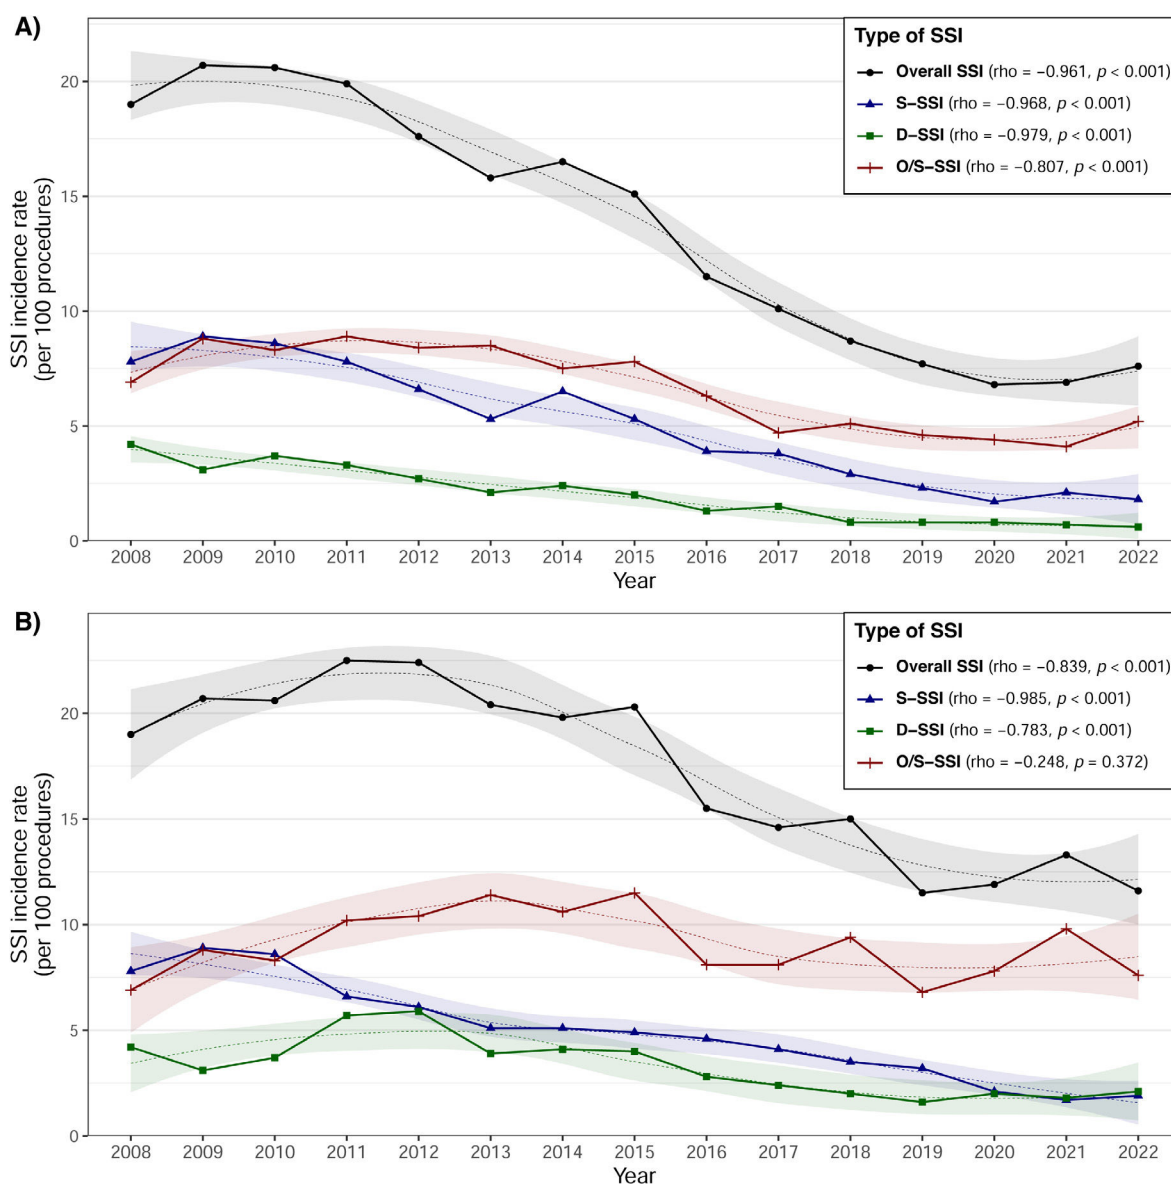 A)
Type of SSI
Overall SSI (rho = −0.961, p < 0.001)
S−SSI (rho = −0.968, p < 0.001)
D−SSI (rho = −0.979, p < 0.001)
O/S−SSI (rho = −0.807, p < 0.001)
SSI incidence rate
(per 100 procedures)
20
15
10
5
0
2008 2009 2010 2011 2012 2013 2014 2015 2016 2017 2018 2019 2020 2021 2022
Year
B)
Type of SSI
Overall SSI (rho = −0.839, p < 0.001)
S−SSI (rho = −0.985, p < 0.001)
D−SSI (rho = −0.783, p < 0.001)
O/S−SSI (rho = −0.248, p = 0.372)
SSI incidence rate
(per 100 procedures)
20
15
10
5
0
2008 2009 2010 2011 2012 2013 2014 2015 2016 2017 2018 2019 2020 2021 2022
Year